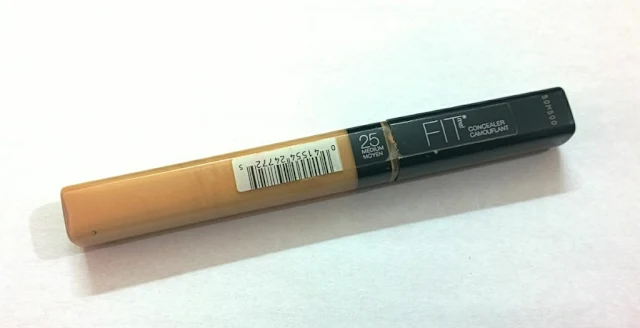 25
MEDIUM
MOYEN
FIT me!®
CONCEALER
CAMOUFLANT
0 41554 24772 5